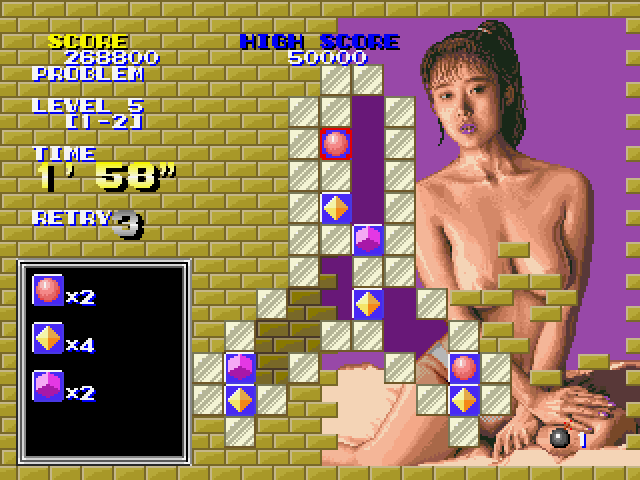 SCORE
268800
HIGH SCORE
50000
PROBLEM
LEVEL 5
[1-2]
TIME
1' 58"
RETRY 3
×2
×4
×2
1